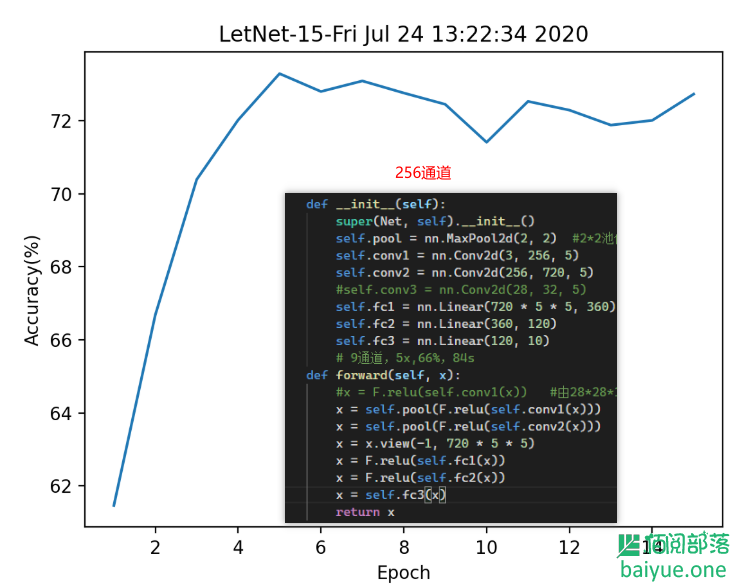 LetNet-15-Fri Jul 24 13:22:34 2020
72
70
68
66
64
62
Accuracy(%)
256通道
def __init__(self):
super(Net, self).__init__()
self.pool = nn.MaxPool2d(2, 2)  #2*2池
self.conv1 = nn.Conv2d(3, 256, 5)
self.conv2 = nn.Conv2d(256, 720, 5)
#self.conv3 = nn.Conv2d(28, 32, 5)
self.fc1 = nn.Linear(720 * 5 * 5, 360)
self.fc2 = nn.Linear(360, 120)
self.fc3 = nn.Linear(120, 10)
# 9通道，5x,66%，84s
def forward(self, x):
#x = F.relu(self.conv1(x))   #由28*28*
x = self.pool(F.relu(self.conv1(x)))
x = self.pool(F.relu(self.conv2(x)))
x = x.view(-1, 720 * 5 * 5)
x = F.relu(self.fc1(x))
x = F.relu(self.fc2(x))
x = self.fc3(x)
return x
2 4 6 8 10 12 14
Epoch
佰阅部落
baiyue.one